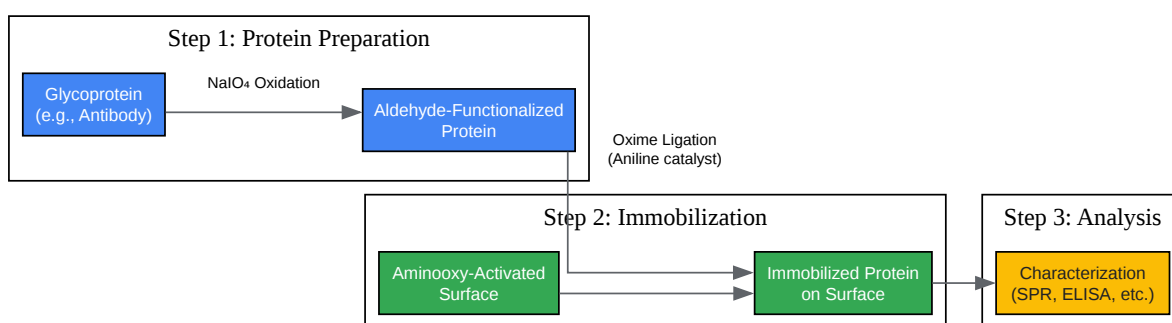 Step 1: Protein Preparation
Glycoprotein
(e.g., Antibody)
NaIO₄ Oxidation
Aldehyde-Functionalized
Protein
Oxime Ligation
(Aniline catalyst)
Step 2: Immobilization
Aminooxy-Activated
Surface
Immobilized Protein
on Surface
Step 3: Analysis
Characterization
(SPR, ELISA, etc.)